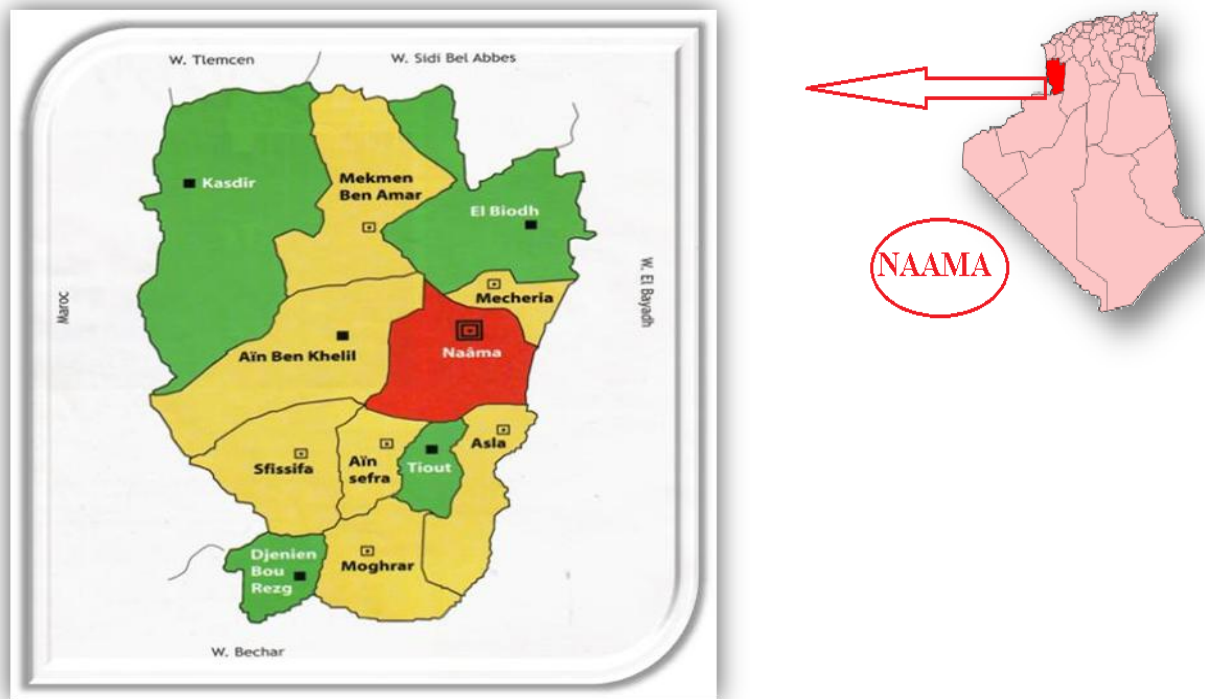 W. Tlemcen
W. Sidi Bel Abbes
Kasdir
Mekmen
Ben Amar
El Biodh
Maroc
W. El Bayadh
Mecheria
Naâma
Aïn Ben Khelil
Asla
Sfissifa
Aïn
sefra
Tiout
Djenien
Bou
Rezg
Moghrar
W. Bechar
NAAMA